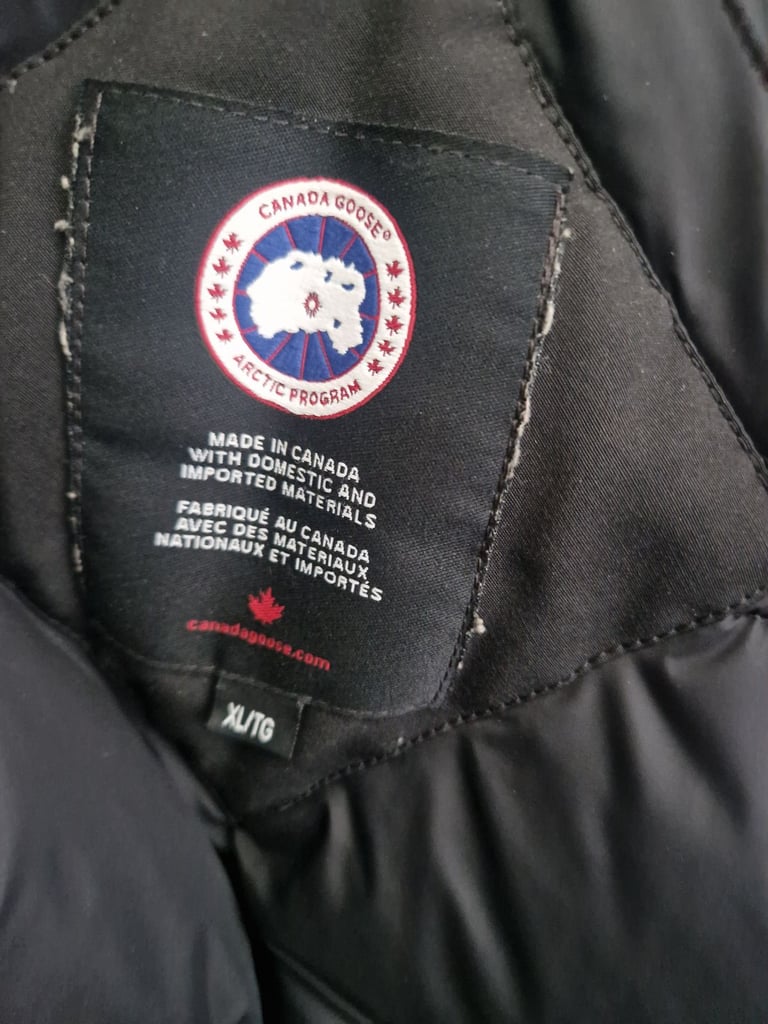 CANADA GOOSE®
ARCTIC PROGRAM
MADE IN CANADA
WITH DOMESTIC AND
IMPORTED MATERIALS
FABRIQUÉ AU CANADA
AVEC DES MATERIAUX
NATIONAUX ET IMPORTÉS
canadagoose.com
XL/TG